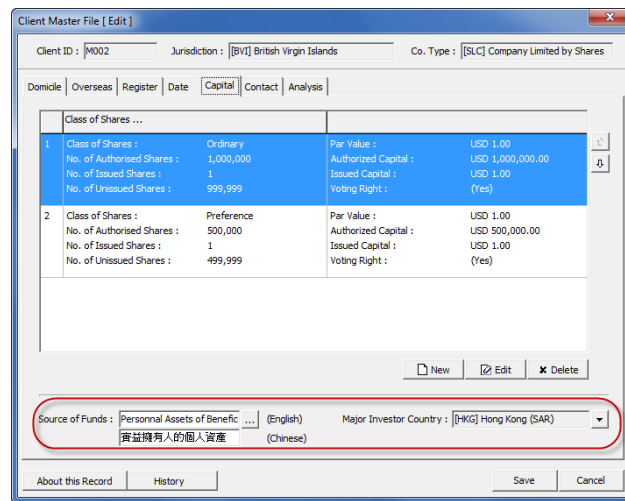 Client Master File [ Edit ]
Client ID : M002 Jurisdiction : [BVI] British Virgin Islands Co. Type : [SLC] Company Limited by Shares
Domicile Overseas Register Date Capital Contact Analysis
Class of Shares ...
1 Class of Shares : Ordinary Par Value : USD 1.00
No. of Authorised Shares : 1,000,000 Authorized Capital : USD 1,000,000.00
No. of Issued Shares : 1 Issued Capital : USD 1.00
No. of Unissued Shares : 999,999 Voting Right : (Yes)
2 Class of Shares : Preference Par Value : USD 1.00
No. of Authorised Shares : 500,000 Authorized Capital : USD 500,000.00
No. of Issued Shares : 1 Issued Capital : USD 1.00
No. of Unissued Shares : 499,999 Voting Right : (Yes)
New Edit Delete
Source of Funds : Personnal Assets of Benefic ... (English) Major Investor Country : [HKG] Hong Kong (SAR)
實益擁有人的個人資產 (Chinese)
About this Record History Save Cancel